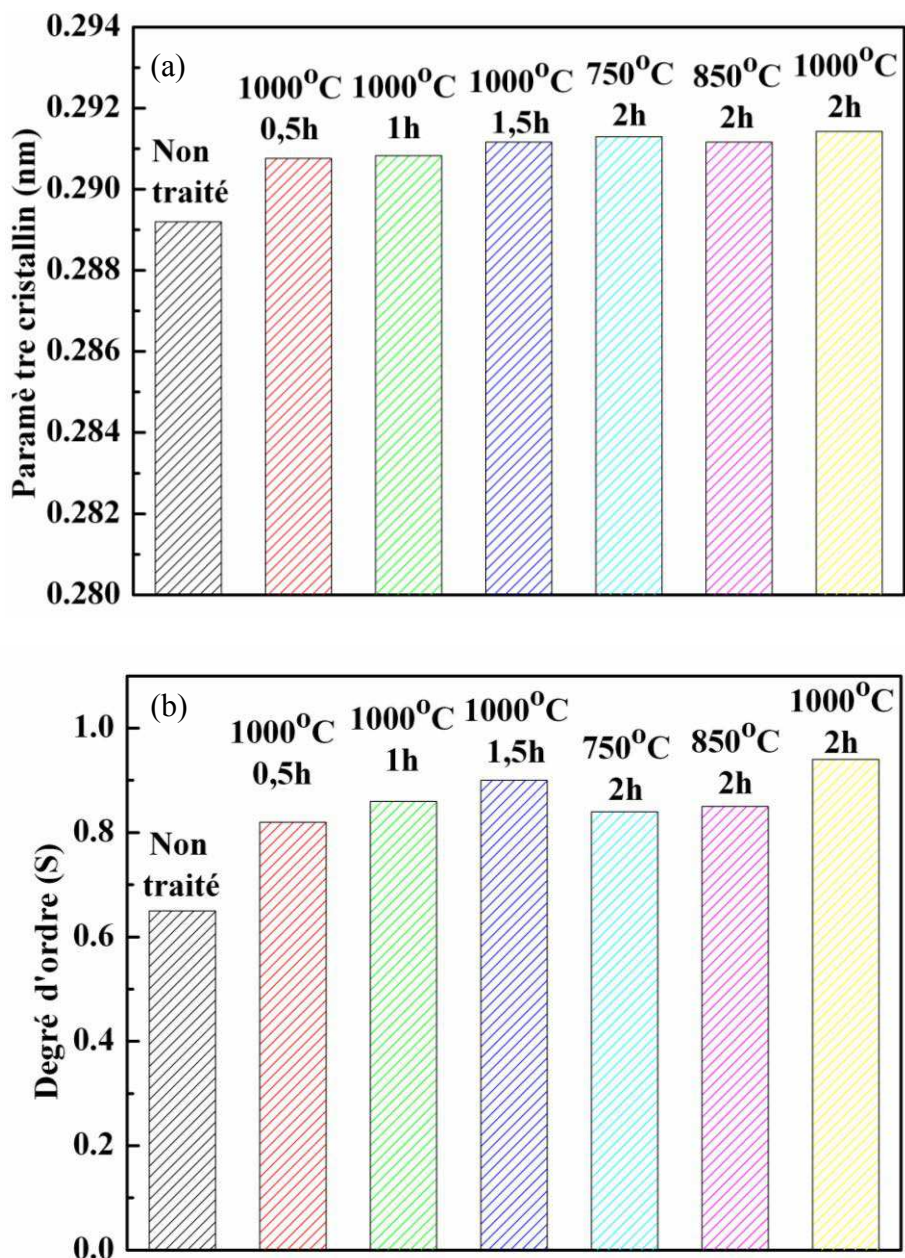 (a)
Paramè tre cristallin (nm)
0.294
0.292
0.290
0.288
0.286
0.284
0.282
0.280
Non
traité
1000°C
0,5h
1000°C
1h
1000°C
1,5h
750°C
2h
850°C
2h
1000°C
2h
(b)
Degré d'ordre (S)
1.0
0.8
0.6
0.4
0.2
0.0
Non
traité
1000°C
0,5h
1000°C
1h
1000°C
1,5h
750°C
2h
850°C
2h
1000°C
2h